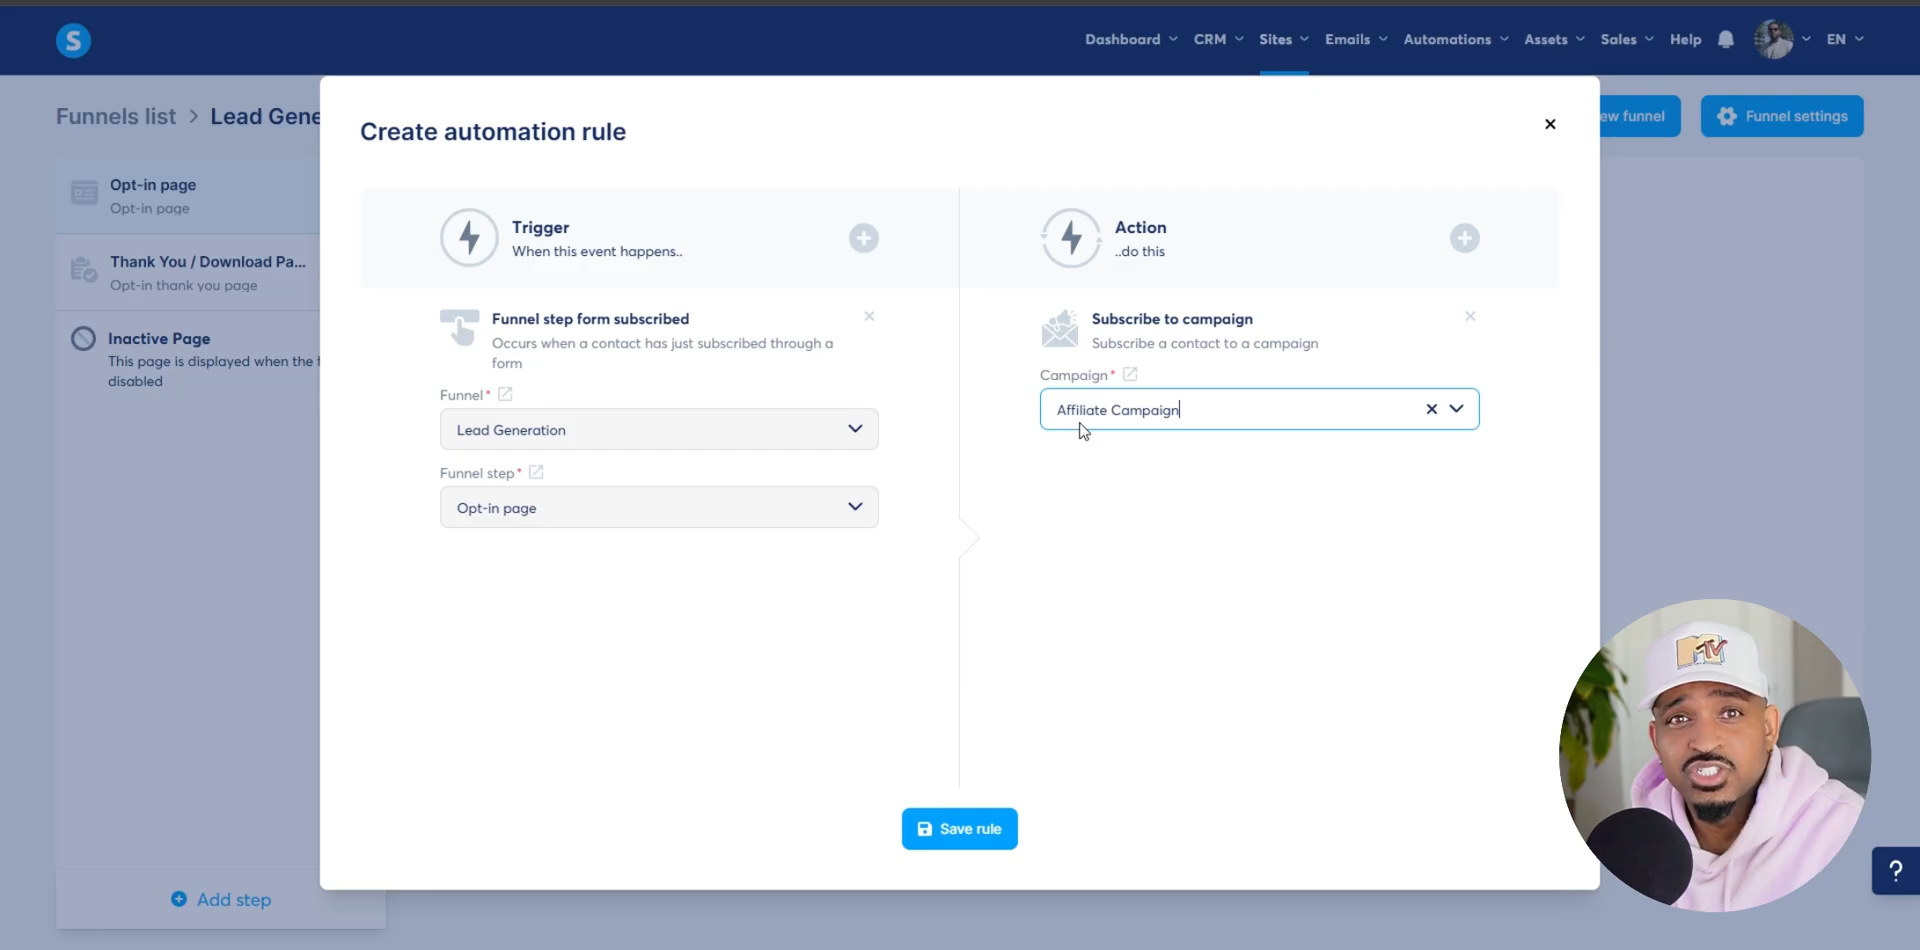 S
Dashboard CRM Sites Emails Automations Assets Sales Help EN
Funnels list > Lead Gene
ew funnel
Funnel settings
Opt-in page
Opt-in page
Thank You / Download Pa...
Opt-in thank you page
Inactive Page
This page is displayed when the f
disabled
Add step
Create automation rule
Trigger
When this event happens..
Funnel step form subscribed
Occurs when a contact has just subscribed through a
form
Funnel*
Lead Generation
Funnel step*
Opt-in page
Action
..do this
Subscribe to campaign
Subscribe a contact to a campaign
Campaign*
Affiliate Campaign
Save rule
MTV
?